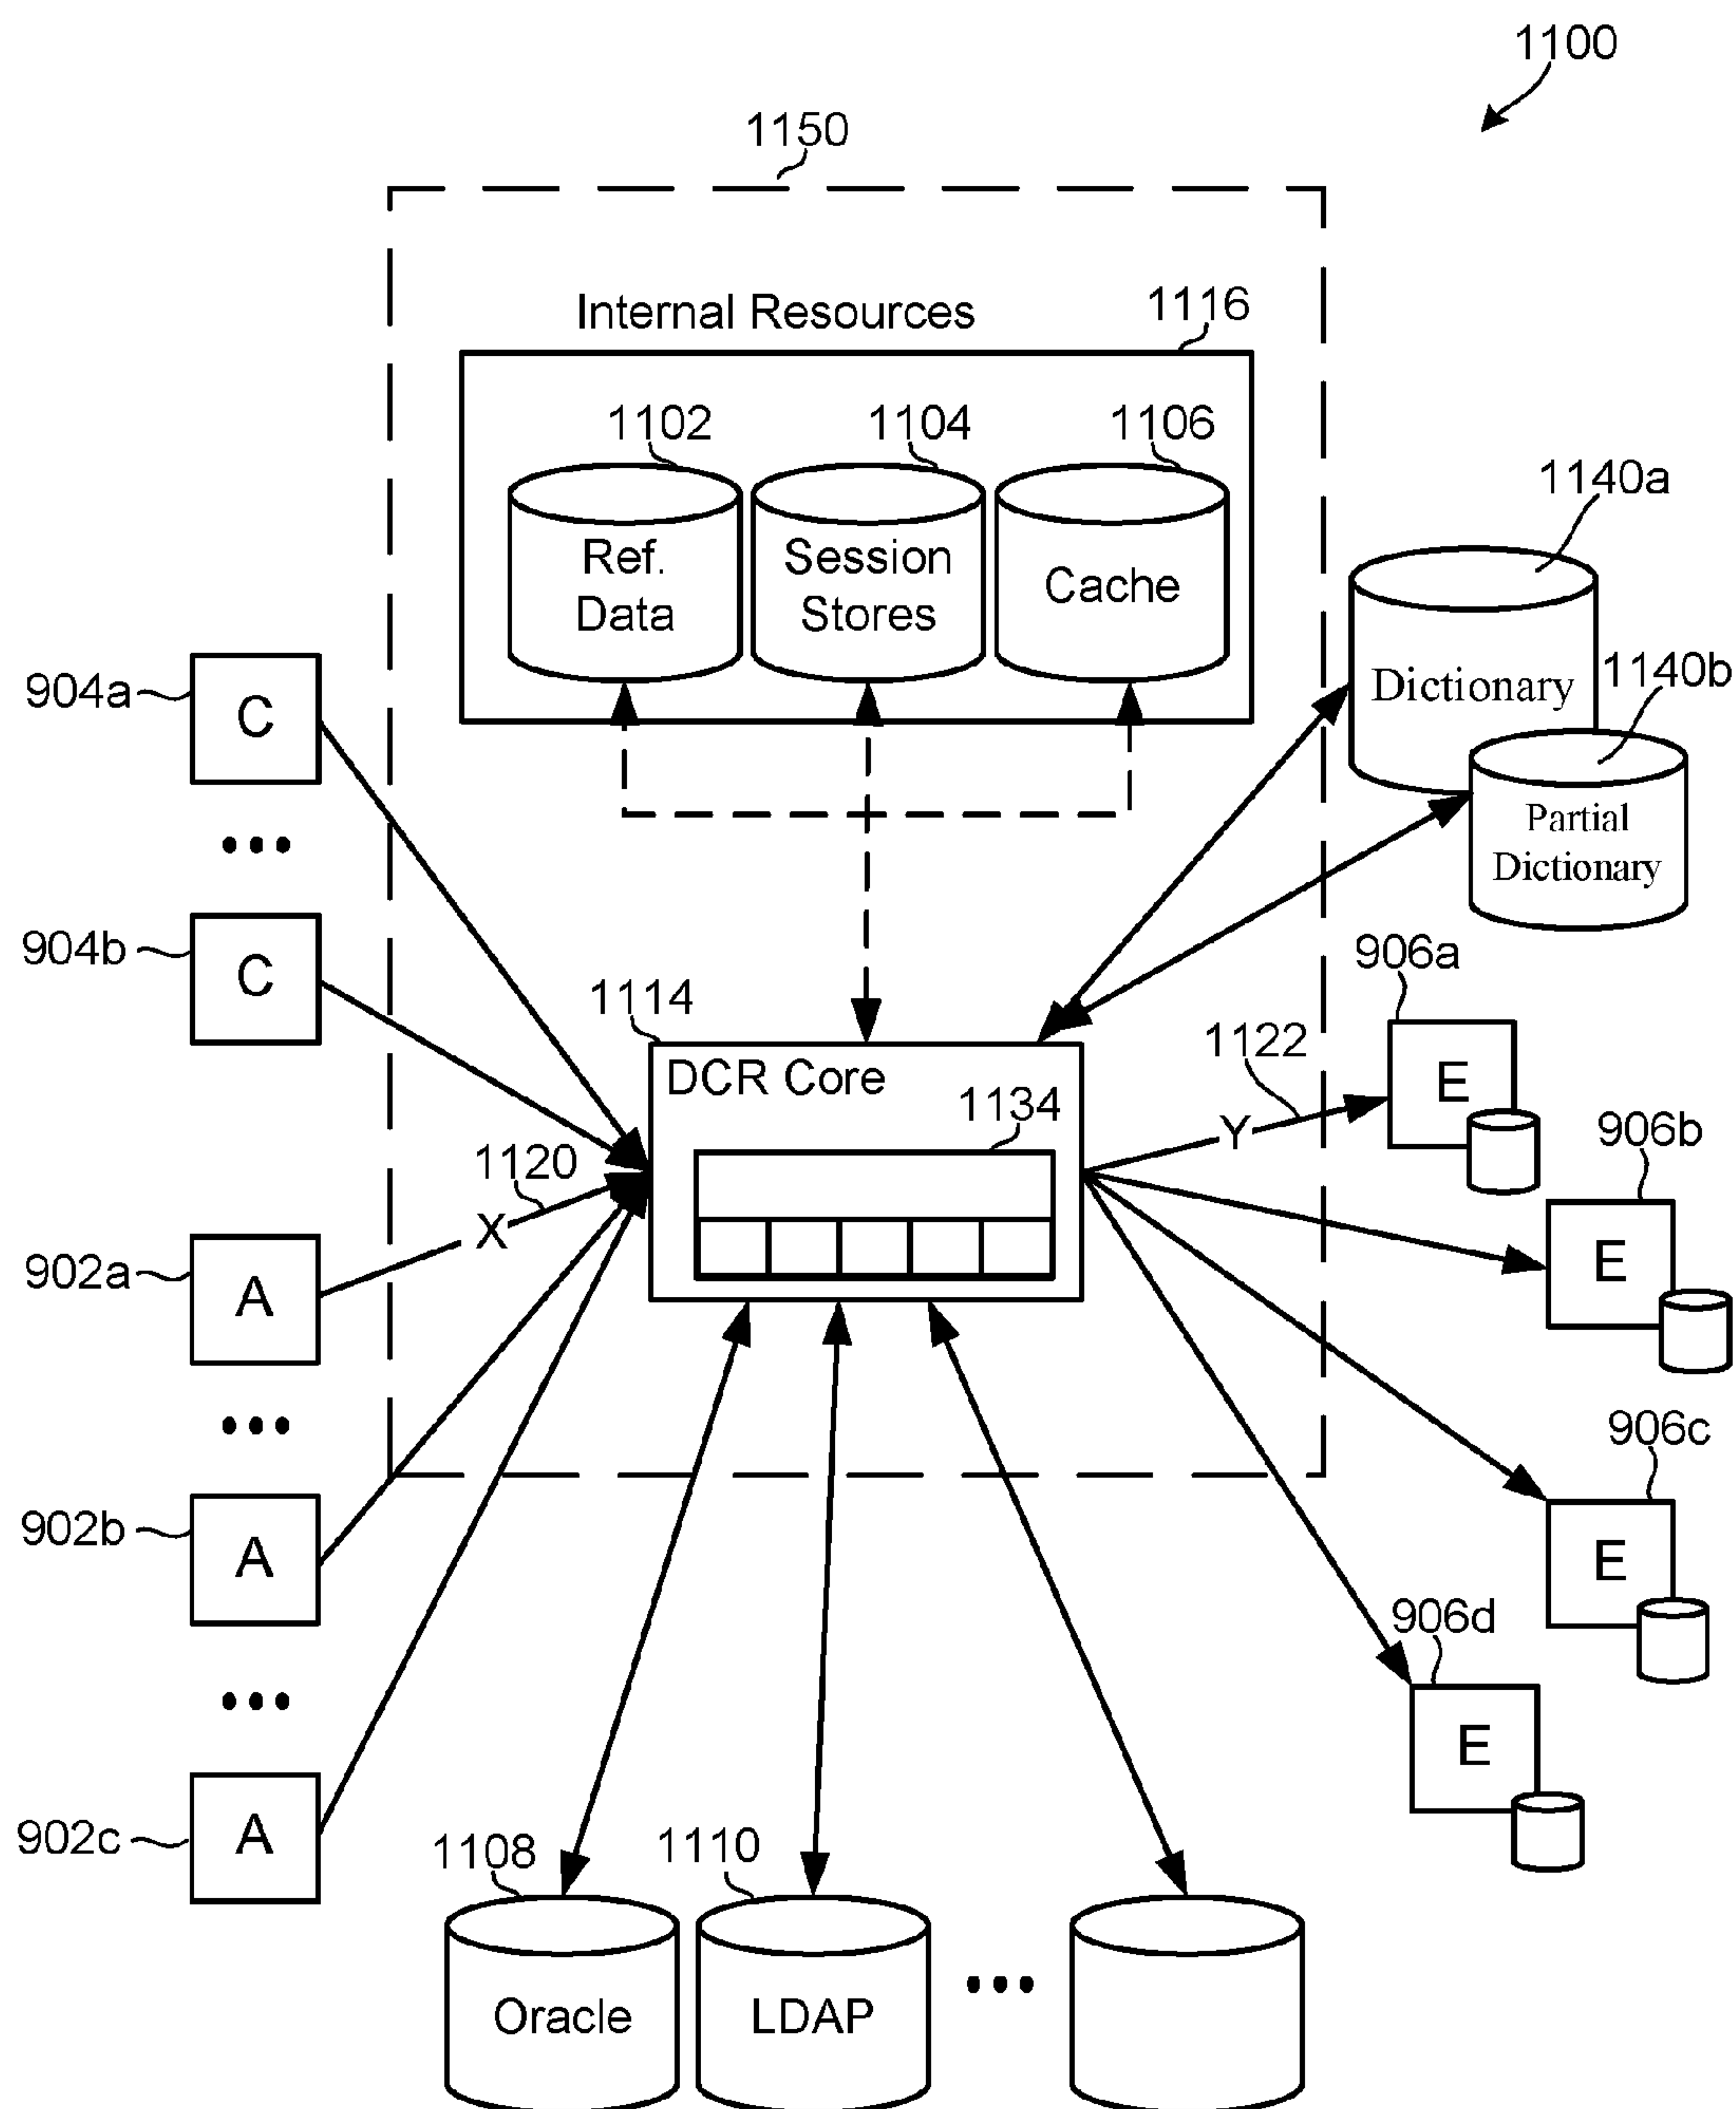 1100
1150
Internal Resources
1116
1102
1104
1106
Ref.
Data
Session
Stores
Cache
1140a
Dictionary
1140b
Partial
Dictionary
904a
C
...
904b
C
906a
E
1114
DCR Core
1134
1122
Y
906b
E
1120
X
902a
A
...
906c
E
902b
A
...
906d
E
902c
A
1108
1110
Oracle
LDAP
...